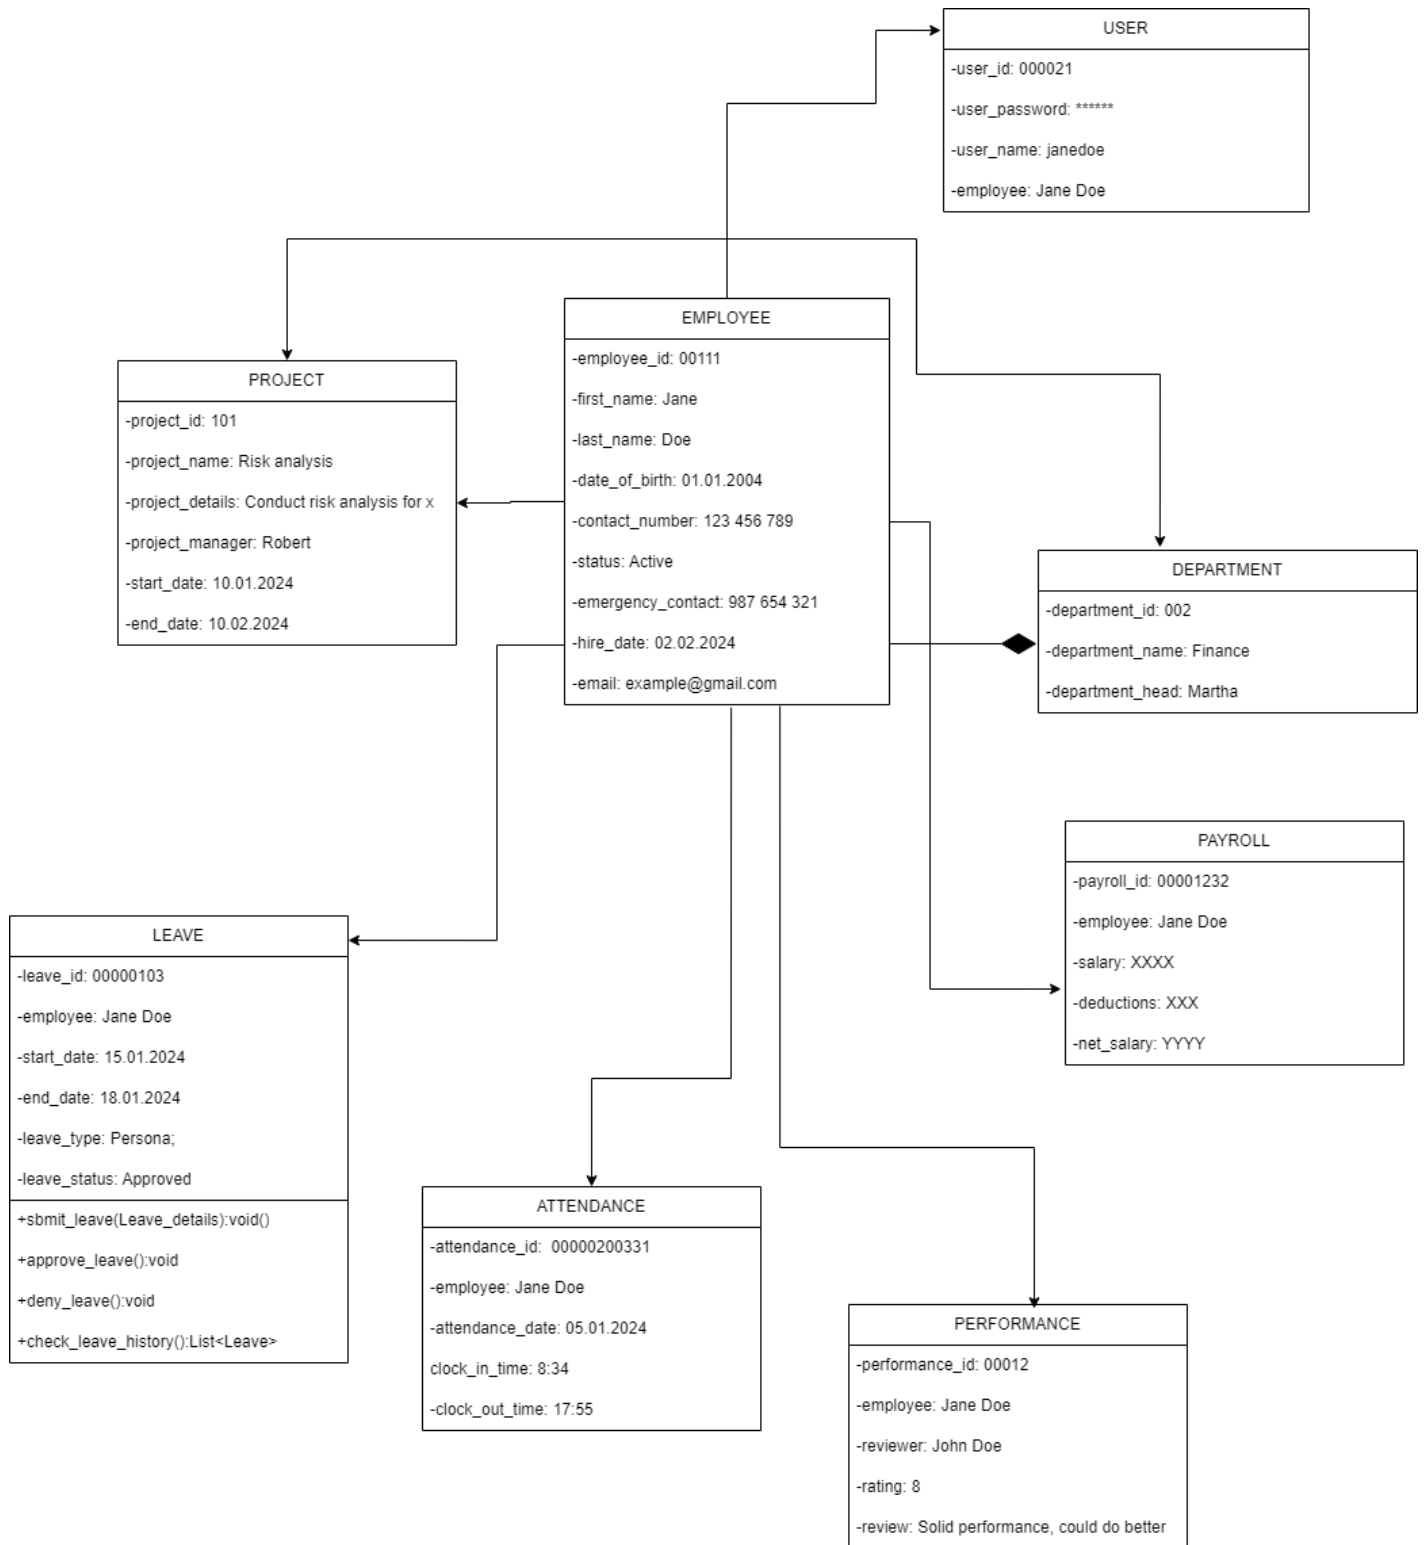 USER
-user_id: 000021
-user_password: ******
-user_name: janedoe
-employee: Jane Doe
EMPLOYEE
-employee_id: 00111
-first_name: Jane
-last_name: Doe
-date_of_birth: 01.01.2004
-contact_number: 123 456 789
-status: Active
-emergency_contact: 987 654 321
-hire_date: 02.02.2024
-email: example@gmail.com
PROJECT
-project_id: 101
-project_name: Risk analysis
-project_details: Conduct risk analysis for x
-project_manager: Robert
-start_date: 10.01.2024
-end_date: 10.02.2024
DEPARTMENT
-department_id: 002
-department_name: Finance
-department_head: Martha
PAYROLL
-payroll_id: 00001232
-employee: Jane Doe
-salary: XXXX
-deductions: XXX
-net_salary: YYYY
LEAVE
-leave_id: 00000103
-employee: Jane Doe
-start_date: 15.01.2024
-end_date: 18.01.2024
-leave_type: Persona;
-leave_status: Approved
+sbmit_leave(Leave_details):void()
+approve_leave():void
+deny_leave():void
+check_leave_history():List<Leave>
ATTENDANCE
-attendance_id:  00000200331
-employee: Jane Doe
-attendance_date: 05.01.2024
clock_in_time: 8:34
-clock_out_time: 17:55
PERFORMANCE
-performance_id: 00012
-employee: Jane Doe
-reviewer: John Doe
-rating: 8
-review: Solid performance, could do better